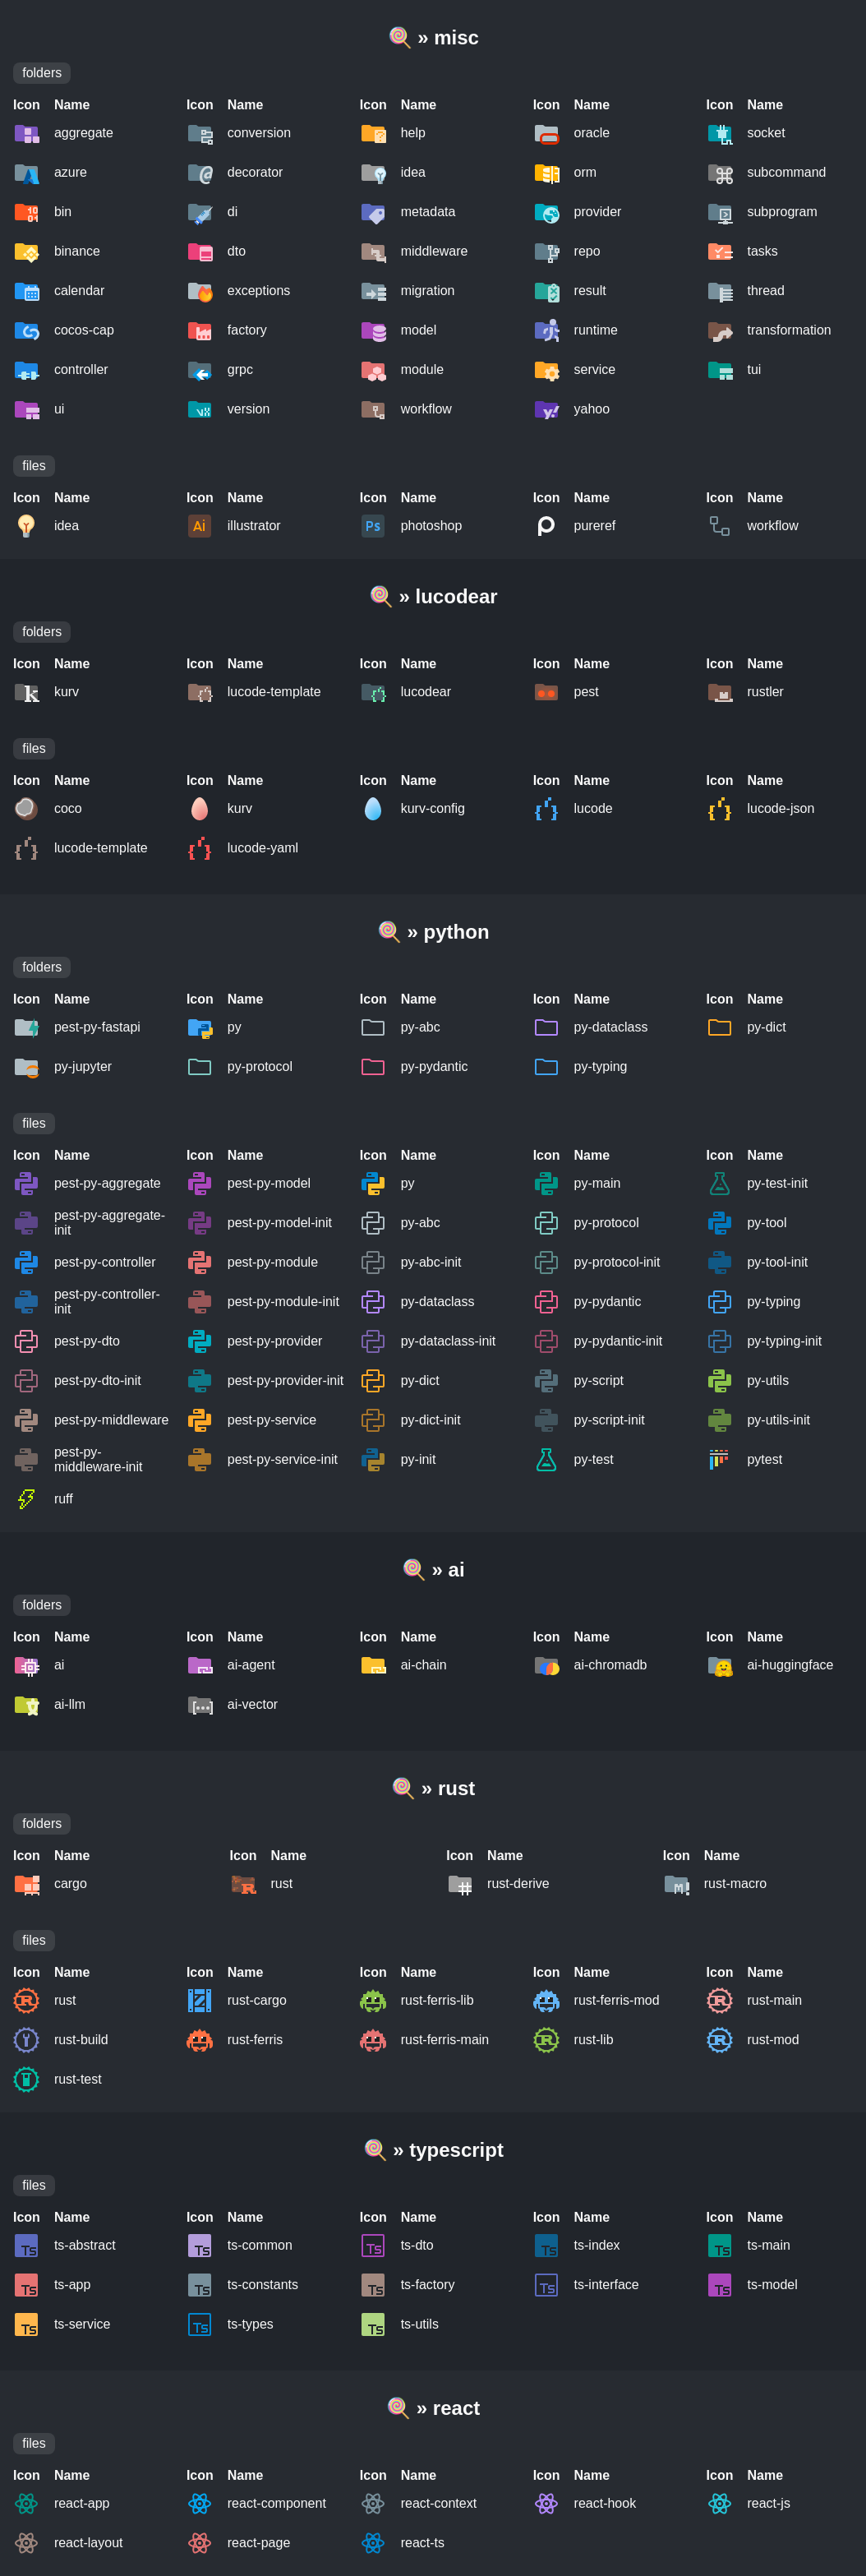 » misc
folders
Icon Name Icon Name Icon Name Icon Name Icon Name
aggregate conversion help oracle socket
azure decorator idea orm subcommand
bin di metadata provider subprogram
binance dto middleware repo tasks
calendar exceptions migration result thread
cocos-cap factory model runtime transformation
controller grpc module service tui
ui version workflow yahoo
files
Icon Name Icon Name Icon Name Icon Name Icon Name
idea illustrator photoshop pureref workflow
» lucodear
folders
Icon Name Icon Name Icon Name Icon Name Icon Name
kurv lucode-template lucodear pest rustler
files
Icon Name Icon Name Icon Name Icon Name Icon Name
coco kurv kurv-config lucode lucode-json
lucode-template lucode-yaml
» python
folders
Icon Name Icon Name Icon Name Icon Name Icon Name
pest-py-fastapi py py-abc py-dataclass py-dict
py-jupyter py-protocol py-pydantic py-typing
files
Icon Name Icon Name Icon Name Icon Name Icon Name
pest-py-aggregate pest-py-model py py-main py-test-init
pest-py-aggregate-
init pest-py-model-init py-abc py-protocol py-tool
pest-py-controller pest-py-module py-abc-init py-protocol-init py-tool-init
pest-py-controller-
init pest-py-module-init py-dataclass py-pydantic py-typing
pest-py-dto pest-py-provider py-dataclass-init py-pydantic-init py-typing-init
pest-py-dto-init pest-py-provider-init py-dict py-script py-utils
pest-py-middleware pest-py-service py-dict-init py-script-init py-utils-init
pest-py-
middleware-init pest-py-service-init py-init py-test pytest
ruff
» ai
folders
Icon Name Icon Name Icon Name Icon Name Icon Name
ai ai-agent ai-chain ai-chromadb ai-huggingface
ai-llm ai-vector
» rust
folders
Icon Name Icon Name Icon Name Icon Name
cargo rust rust-derive rust-macro
files
Icon Name Icon Name Icon Name Icon Name Icon Name
rust rust-cargo rust-ferris-lib rust-ferris-mod rust-main
rust-build rust-ferris rust-ferris-main rust-lib rust-mod
rust-test
» typescript
files
Icon Name Icon Name Icon Name Icon Name Icon Name
ts-abstract ts-common ts-dto ts-index ts-main
ts-app ts-constants ts-factory ts-interface ts-model
ts-service ts-types ts-utils
» react
files
Icon Name Icon Name Icon Name Icon Name Icon Name
react-app react-component react-context react-hook react-js
react-layout react-page react-ts